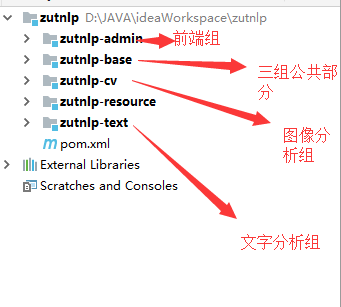 zutnlp D:\JAVA\ideaWorkspace\zutnlp
zutnlp-admin
前端组
zutnlp-base
三组公共部
分
zutnlp-cv
图像分
析组
zutnlp-resource
zutnlp-text
文字分析组
pom.xml
External Libraries
Scratches and Consoles